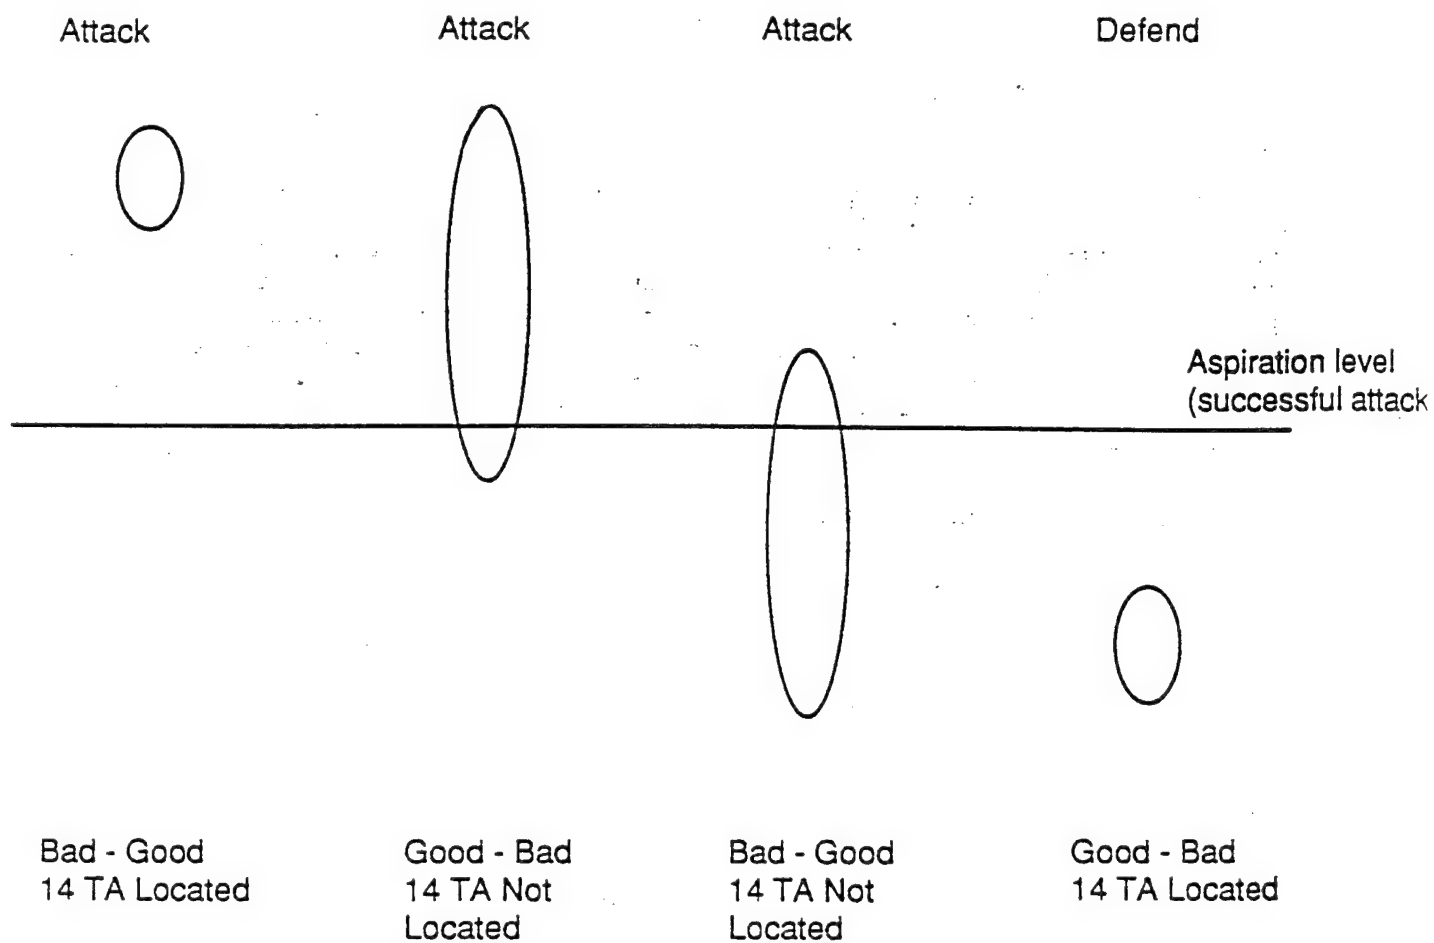 Attack
Attack
Attack
Defend
Aspiration level
(successful attack
Bad - Good
14 TA Located
Good - Bad
14 TA Not
Located
Bad - Good
14 TA Not
Located
Good - Bad
14 TA Located